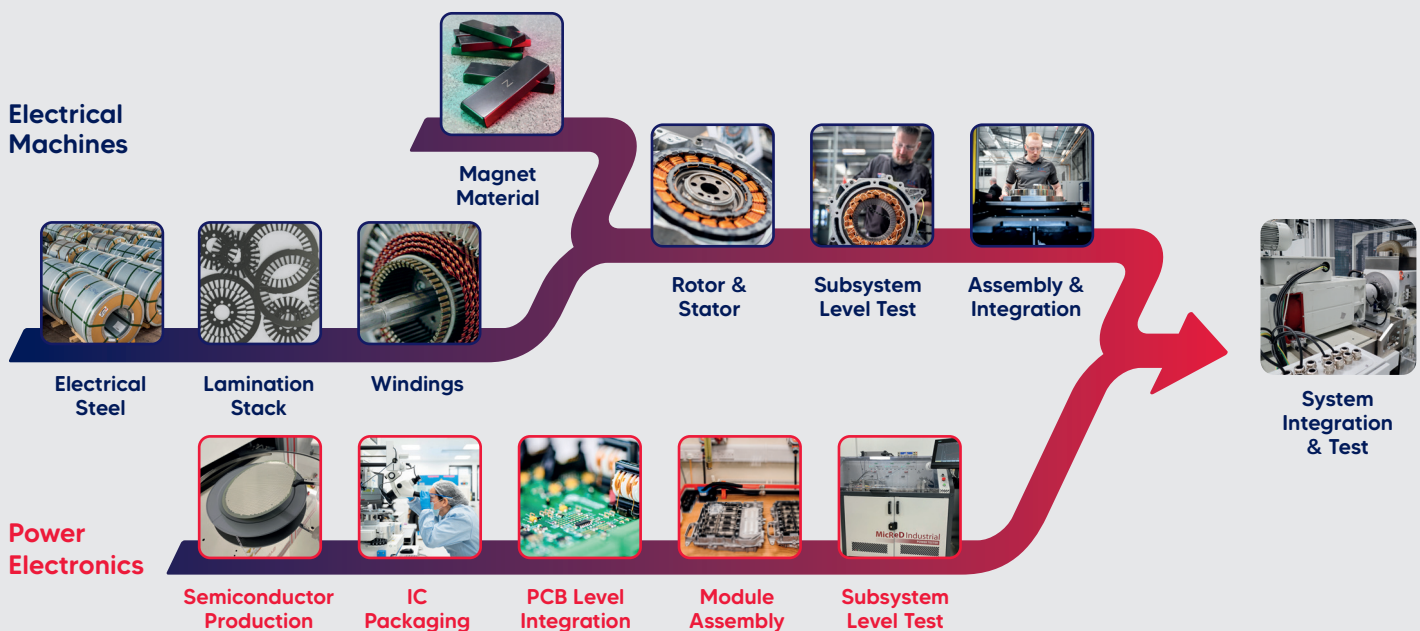 Electrical
Machines
Magnet
Material
Rotor &
Stator
Subsystem
Level Test
Assembly &
Integration
Electrical
Steel
Lamination
Stack
Windings
System
Integration
& Test
Power
Electronics
MicReD Industrial
Semiconductor
Production
IC
Packaging
PCB Level
Integration
Module
Assembly
Subsystem
Level Test